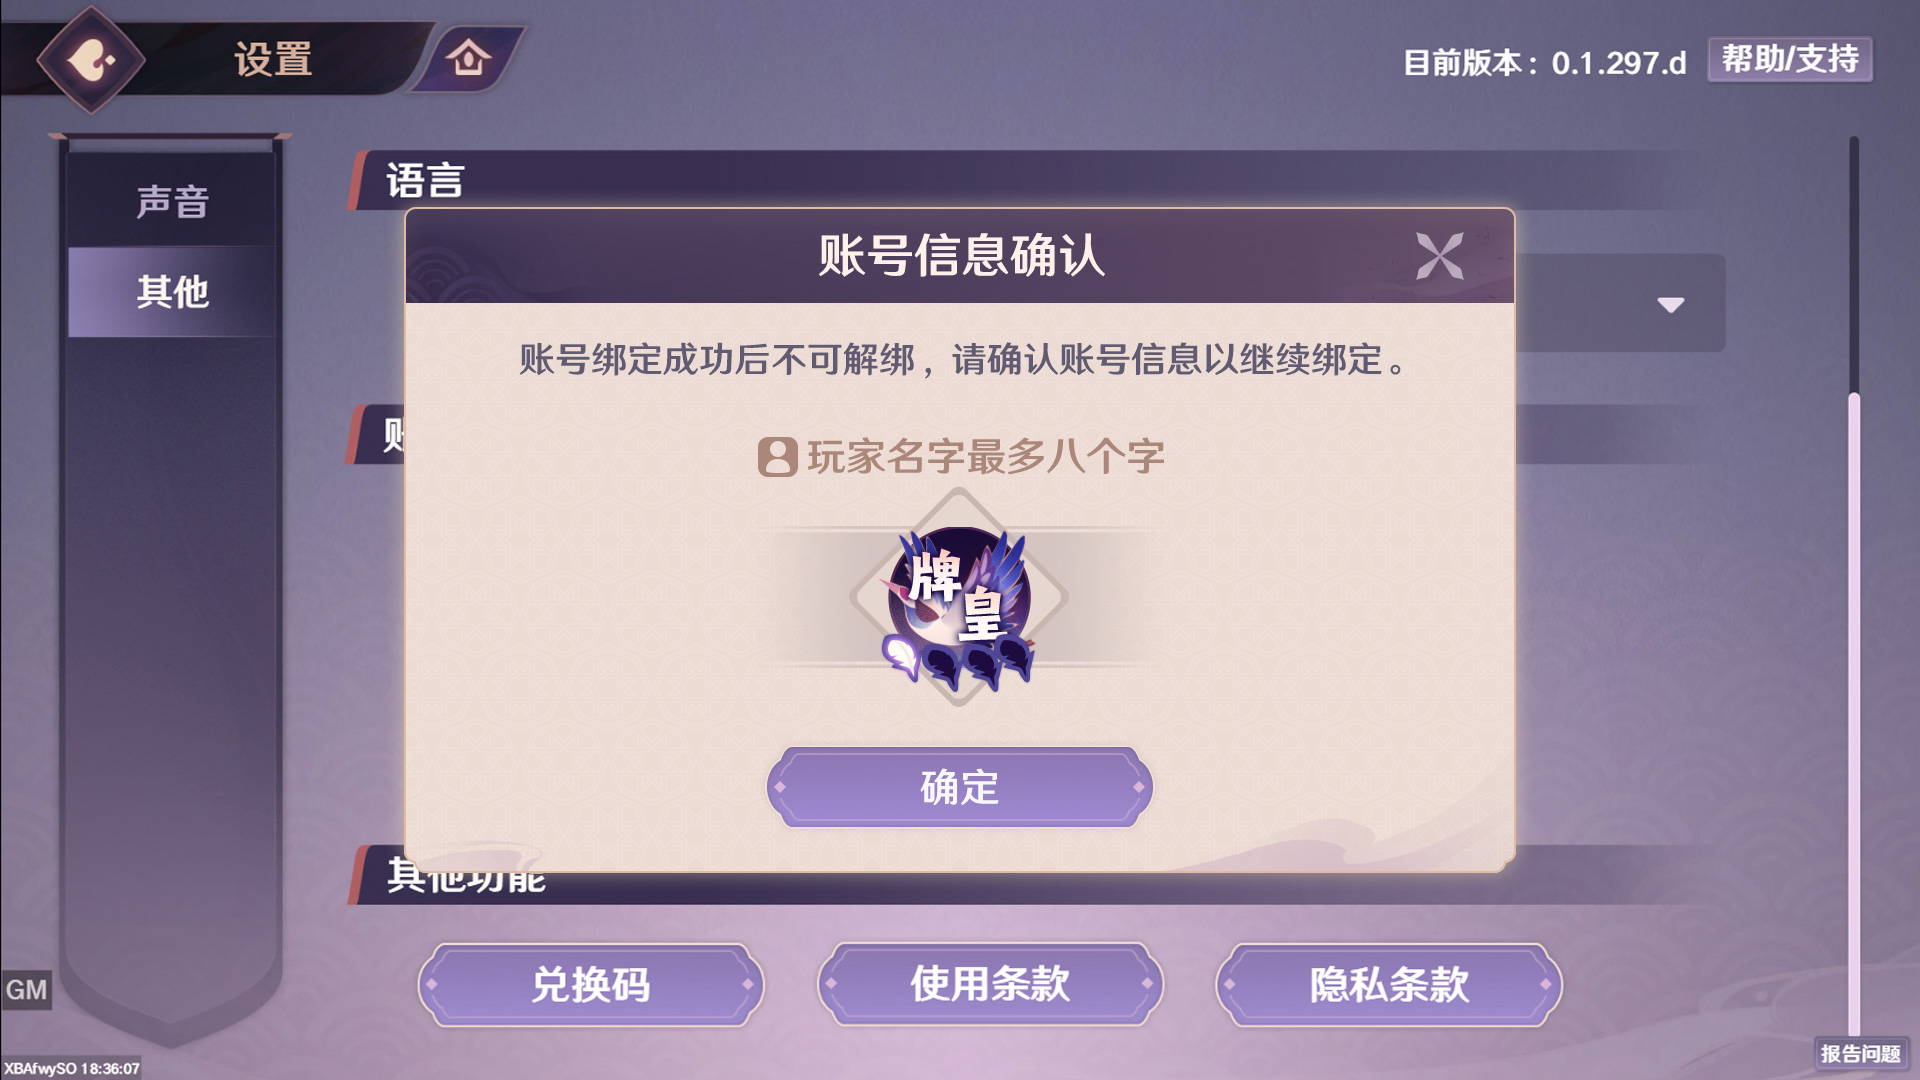 设置
目前版本：0.1.297.d
帮助/支持
声音
其他
语言
账号信息确认
账号绑定成功后不可解绑，请确认账号信息以继续绑定。
玩家名字最多八个字
牌皇
确定
其他功能
兑换码
使用条款
隐私条款
GM
XBAfwySO 18:36:07
报告问题